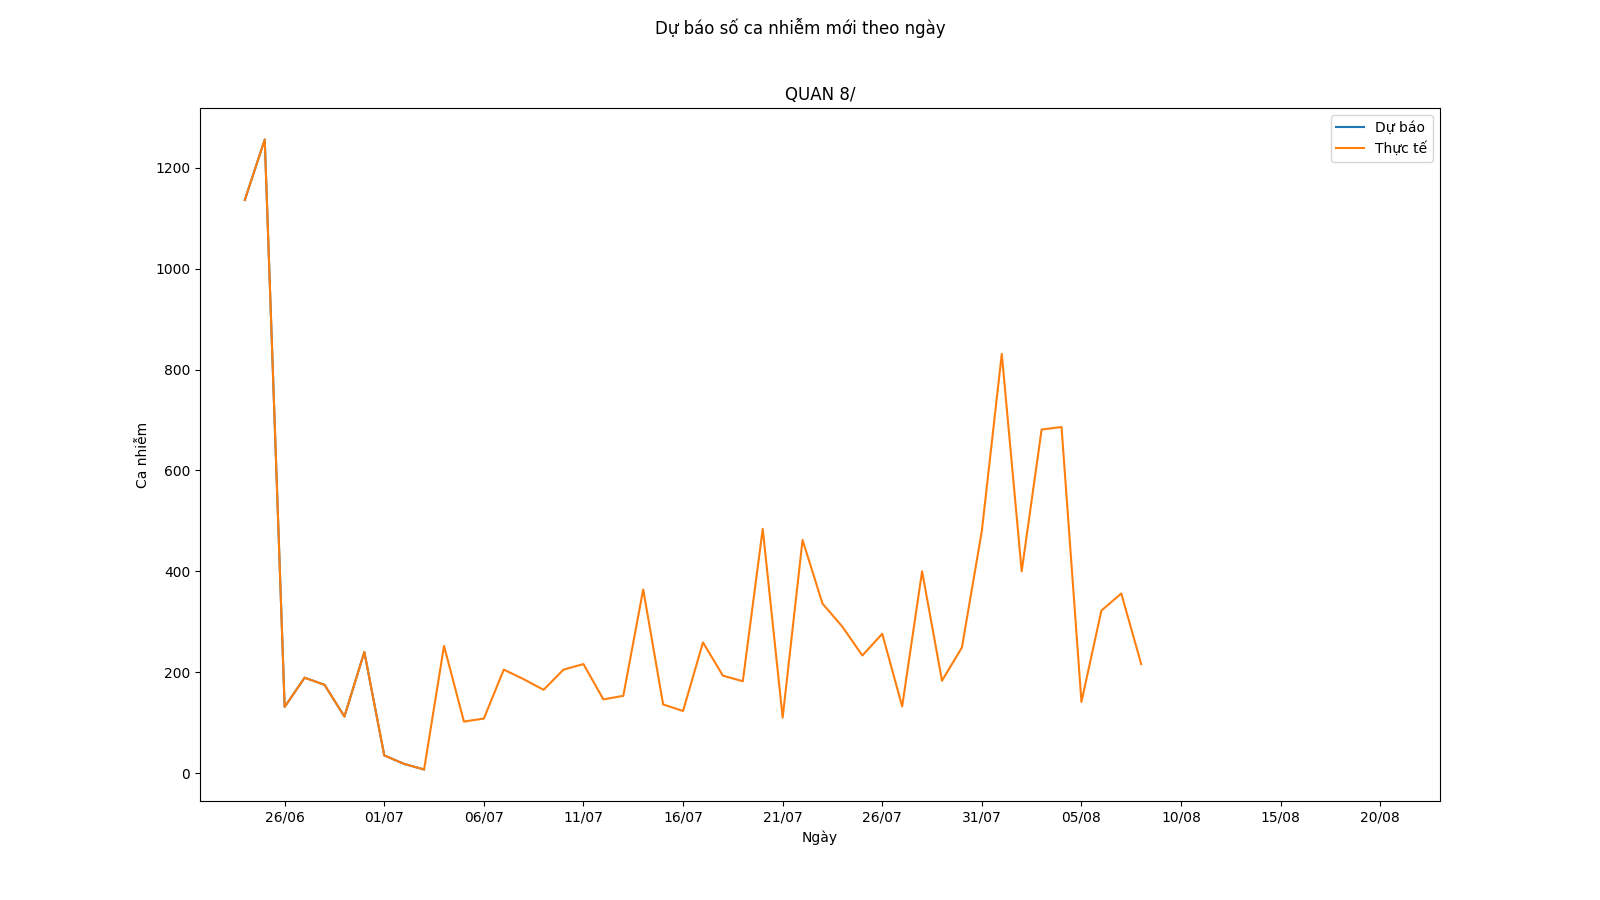 Dự báo số ca nhiễm mới theo ngày
QUAN 8/
Dự báo
Thực tế
1200
1000
800
600
400
200
0
Ca nhiễm
26/06 01/07 06/07 11/07 16/07 21/07 26/07 31/07 05/08 10/08 15/08 20/08
Ngày